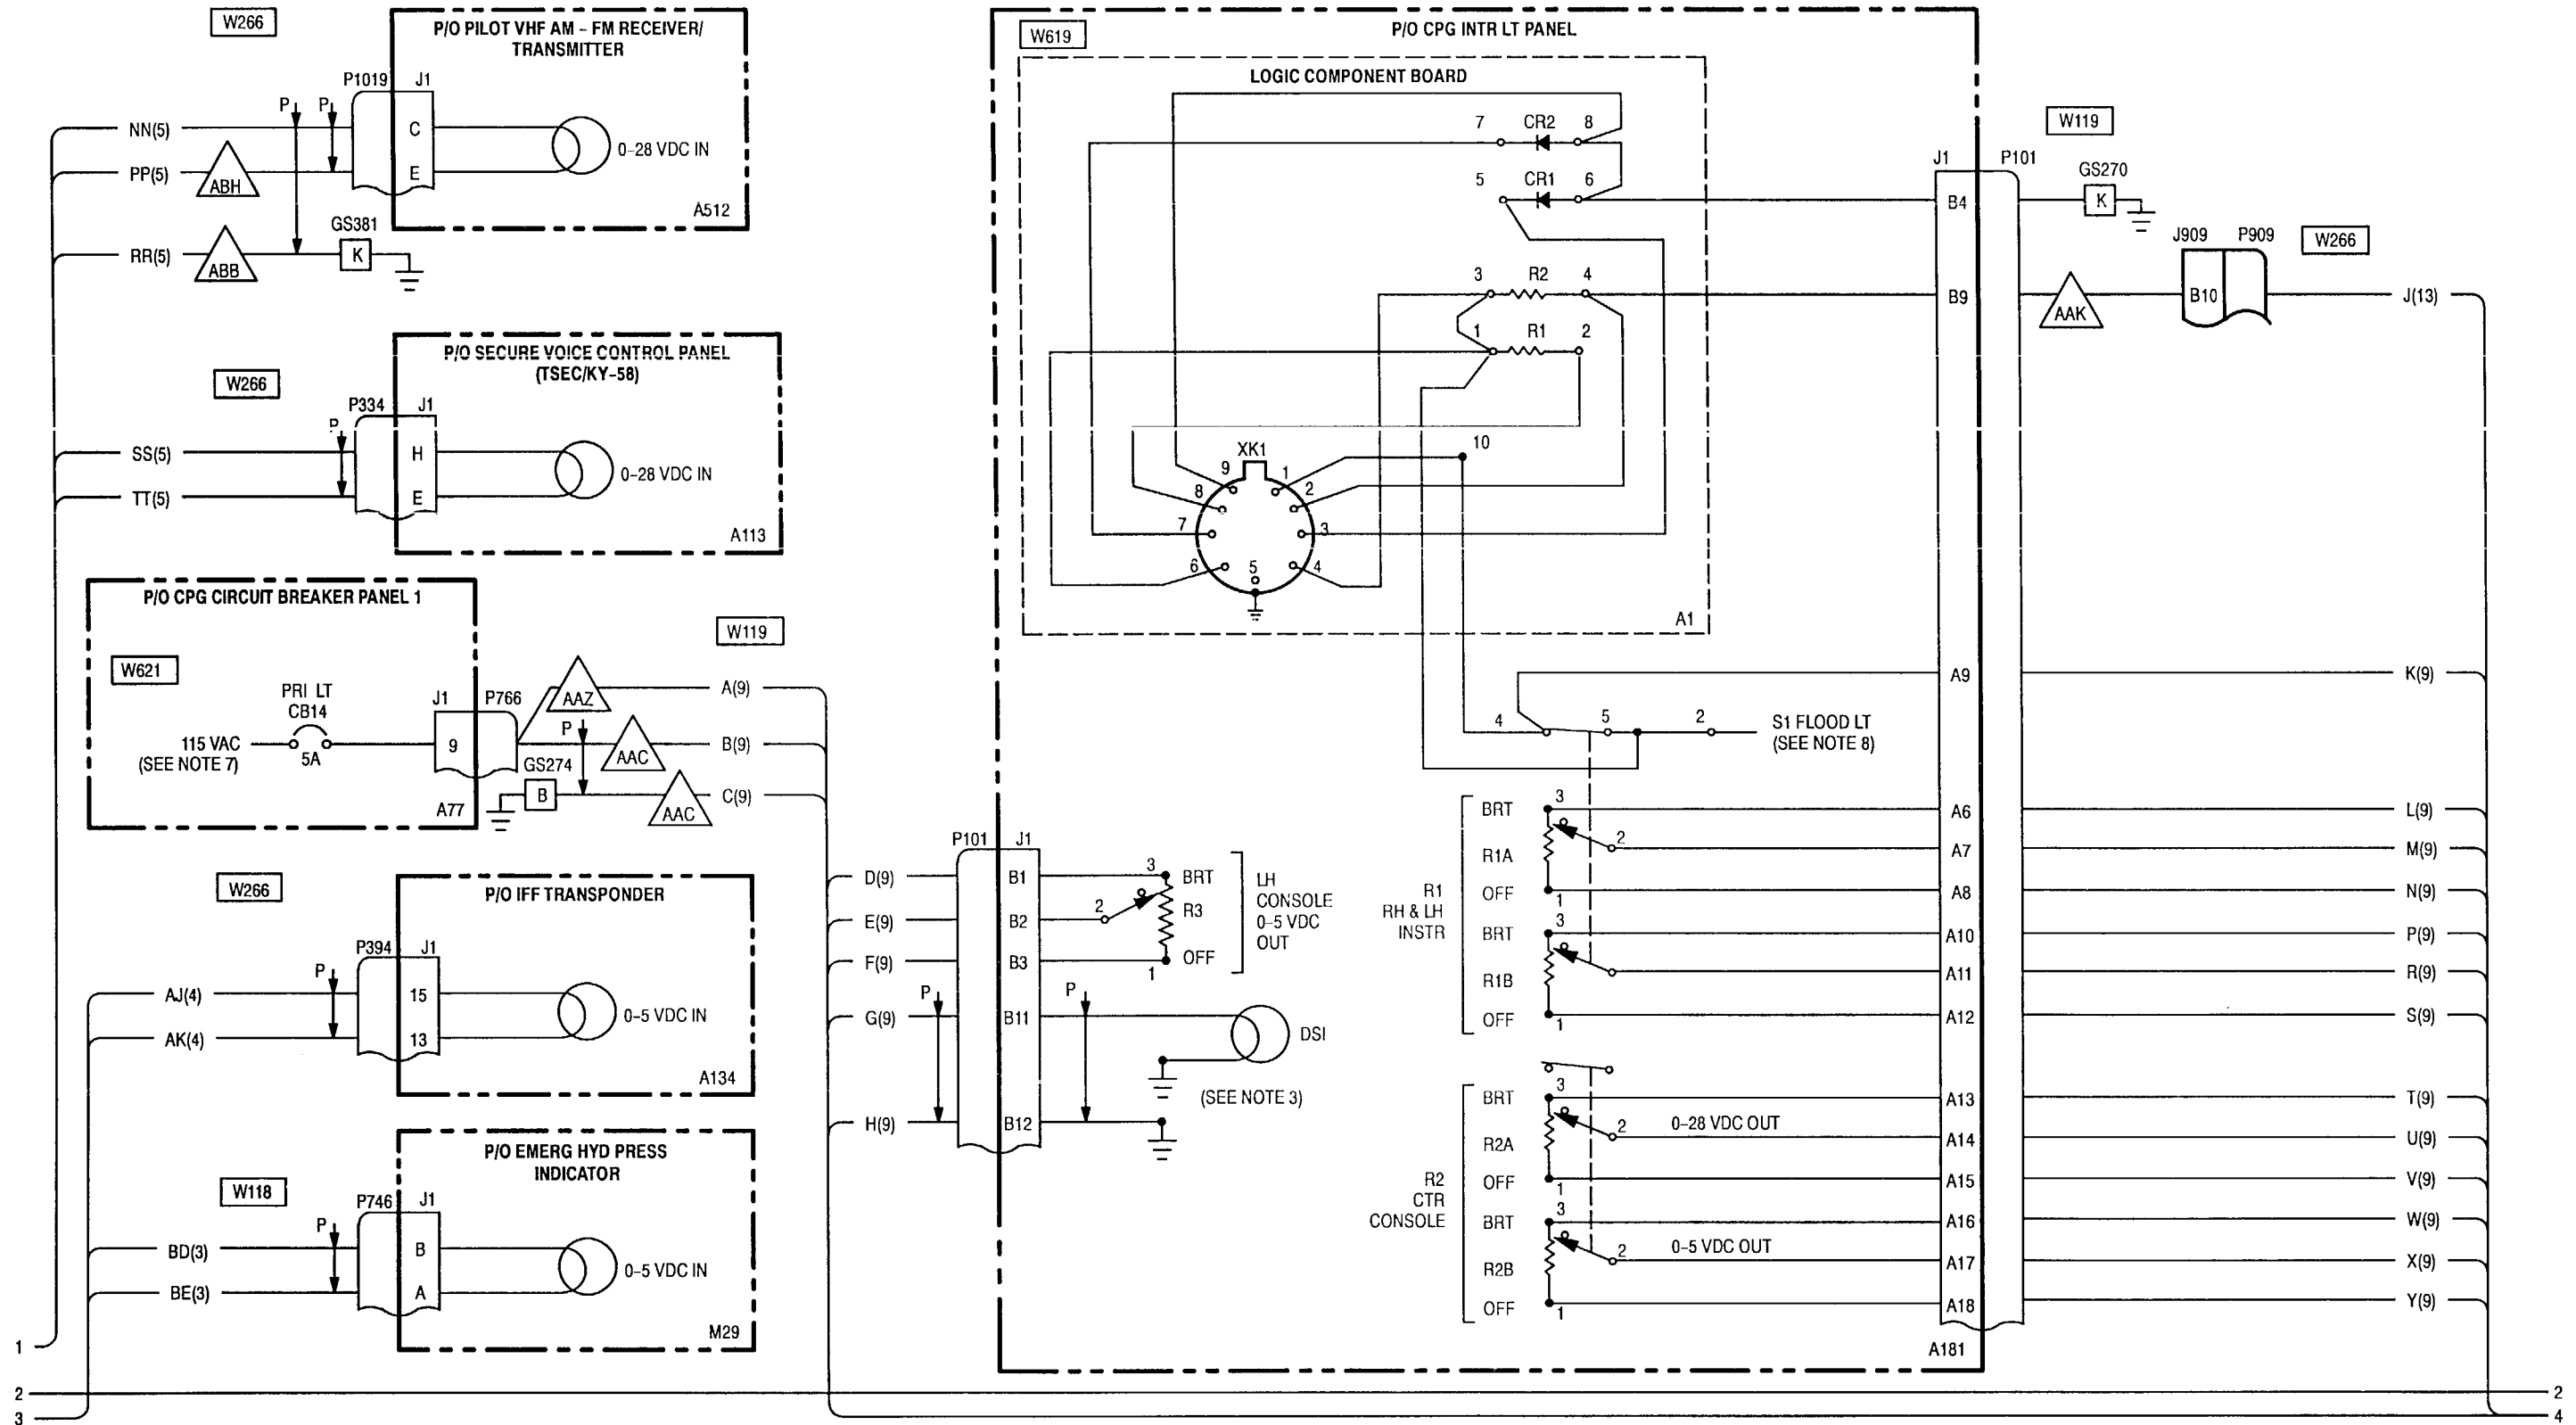 W266
P/O PILOT VHF AM – FM RECEIVER/
TRANSMITTER
P1019 J1
P P
NN(5) C
0–28 VDC IN
PP(5) ABH E
A512
GS381
RR(5) ABB K
P/O SECURE VOICE CONTROL PANEL
(TSEC/KY–58)
W266
P334 J1
P
SS(5) H
0–28 VDC IN
TT(5) E
A113
P/O CPG CIRCUIT BREAKER PANEL 1
W119
W621
PRI LT
CB14
J1 P766
AAZ A(9)
115 VAC
(SEE NOTE 7)
5A
9
P
AAC B(9)
GS274
B
AAC C(9)
A77
W266
P/O IFF TRANSPONDER
P394 J1
P
AJ(4) 15
0–5 VDC IN
AK(4) 13
A134
P/O EMERG HYD PRESS
INDICATOR
W118
P746 J1
P
BD(3) B
0–5 VDC IN
BE(3) A
M29
1
2
3
P/O CPG INTR LT PANEL
W619
LOGIC COMPONENT BOARD
7 CR2 8
5 CR1 6
3 R2 4
1 R1 2
10
XK1
9 1
8 2
7 3
6 5 4
A1
J1 P101
W119
GS270
B4 K
J909 P909
W266
B9 AAK B10 J(13)
A9 K(9)
4 5 2
S1 FLOOD LT
(SEE NOTE 8)
P101 J1
D(9) B1 3 BRT
E(9) B2 2 R3
F(9) B3 1 OFF
LH
CONSOLE
0–5 VDC
OUT
P P
G(9) B11
DSI
(SEE NOTE 3)
H(9) B12
R1
RH & LH
INSTR
BRT 3 A6 L(9)
R1A 2 A7 M(9)
OFF 1 A8 N(9)
BRT 3 A10 P(9)
R1B A11 R(9)
OFF 1 A12 S(9)
R2
CTR
CONSOLE
BRT 3 A13 T(9)
R2A 2 0–28 VDC OUT A14 U(9)
OFF 1 A15 V(9)
BRT 3 A16 W(9)
R2B 2 0–5 VDC OUT A17 X(9)
OFF 1 A18 Y(9)
A181
2
4